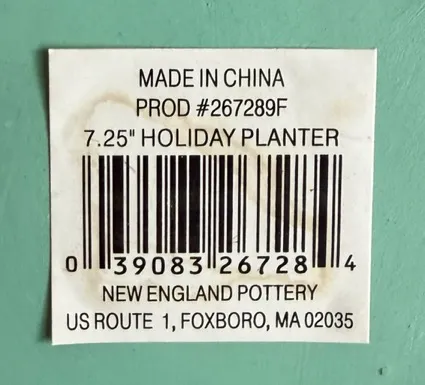 MADE IN CHINA
PROD #267289F
7.25" HOLIDAY PLANTER
0 39083 26728 4
NEW ENGLAND POTTERY
US ROUTE 1, FOXBORO, MA 02035